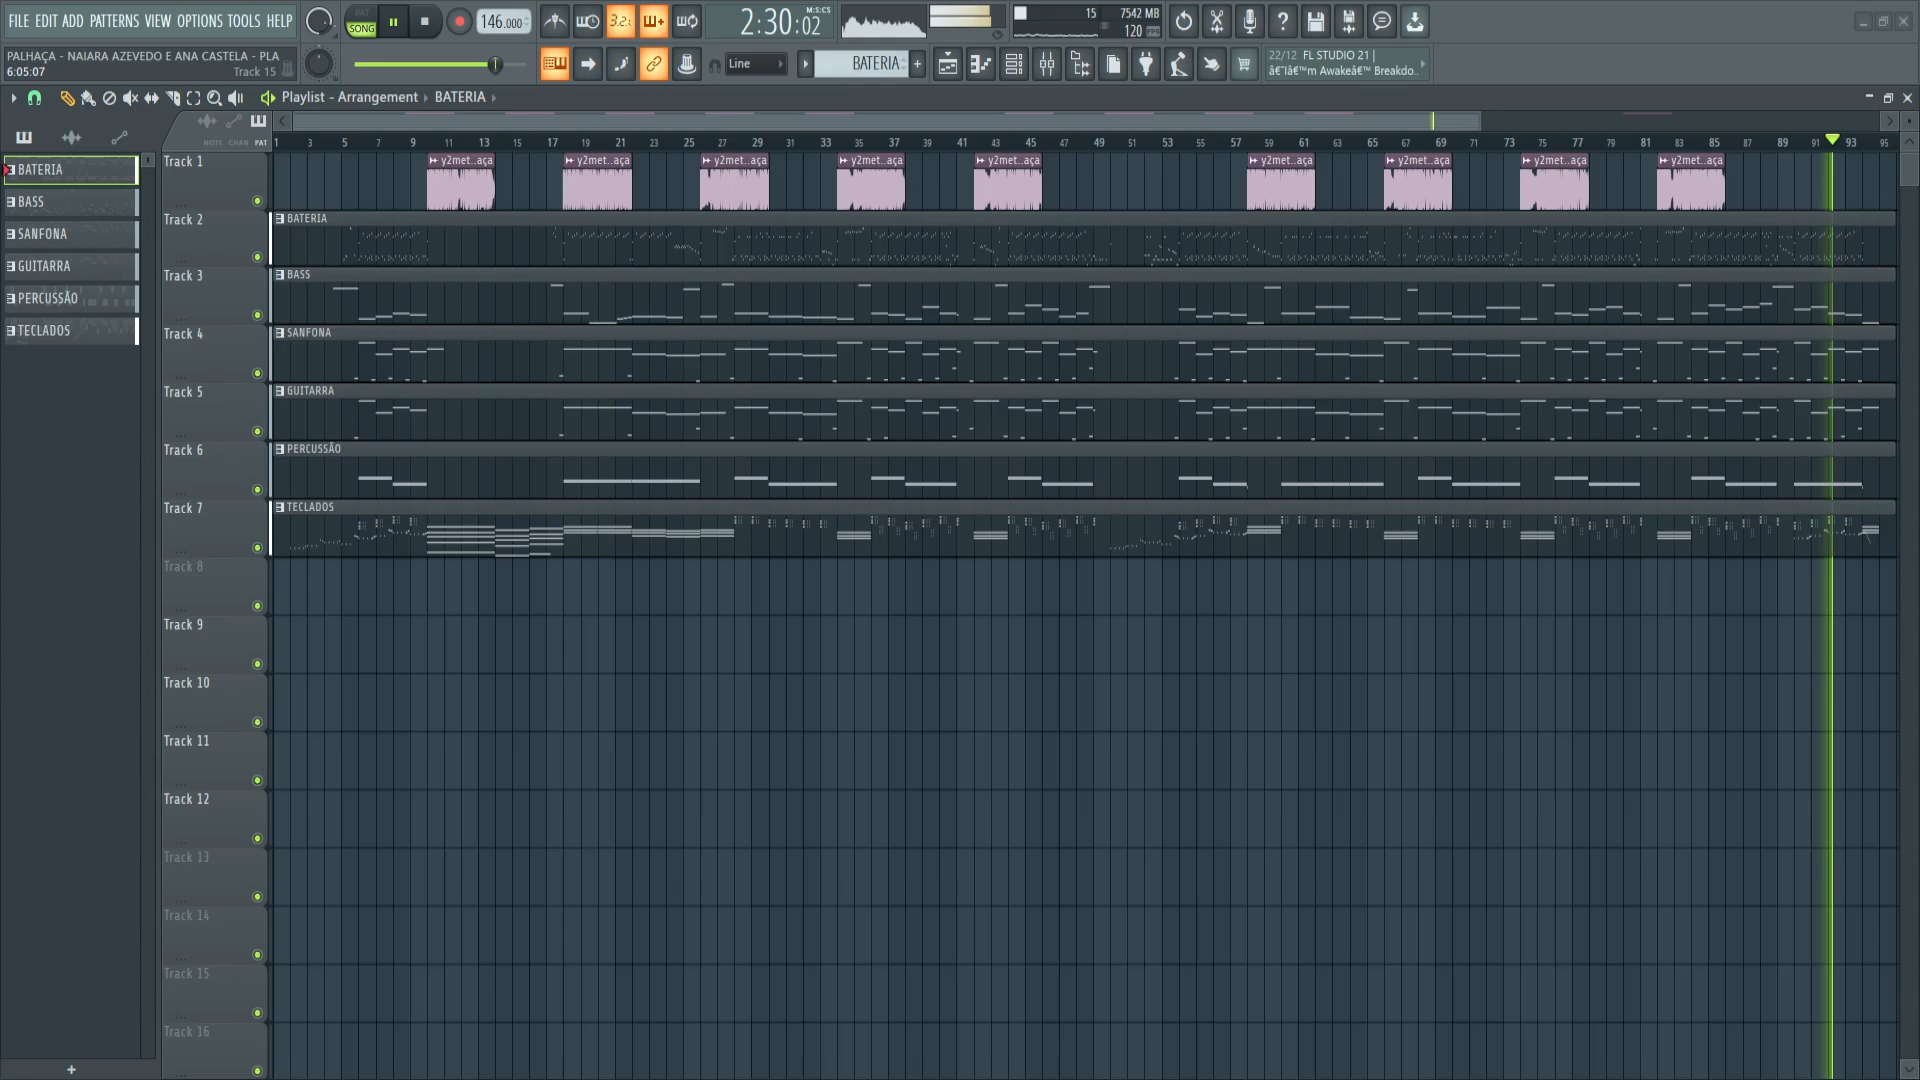 FILE EDIT ADD PATTERNS VIEW OPTIONS TOOLS HELP
PAT
SONG
146.000
3.2.
2:30:02
M:S:CS
15
7542 MB
120
PALHAÇA - NAIARA AZEVEDO E ANA CASTELA - PLA
6:05:07
Track 15
Line
BATERIA
22/12 FL STUDIO 21 |
â€˜Iâ€™m Awakeâ€™ Breakdo..
Playlist - Arrangement › BATERIA ›
NOTE CHAN PAT
1 3 5 7 9 11 13 15 17 19 21 23 25 27 29 31 33 35 37 39 41 43 45 47 49 51 53 55 57 59 61 63 65 67 69 71 73 75 77 79 81 83 85 87 89 91 93 95
BATERIA
BASS
SANFONA
GUITARRA
PERCUSSÃO
TECLADOS
Track 1
y2met..aça
y2met..aça
y2met..aça
y2met..aça
y2met..aça
y2met..aça
y2met..aça
y2met..aça
y2met..aça
Track 2
BATERIA
Track 3
BASS
Track 4
SANFONA
Track 5
GUITARRA
Track 6
PERCUSSÃO
Track 7
TECLADOS
Track 8
Track 9
Track 10
Track 11
Track 12
Track 13
Track 14
Track 15
Track 16